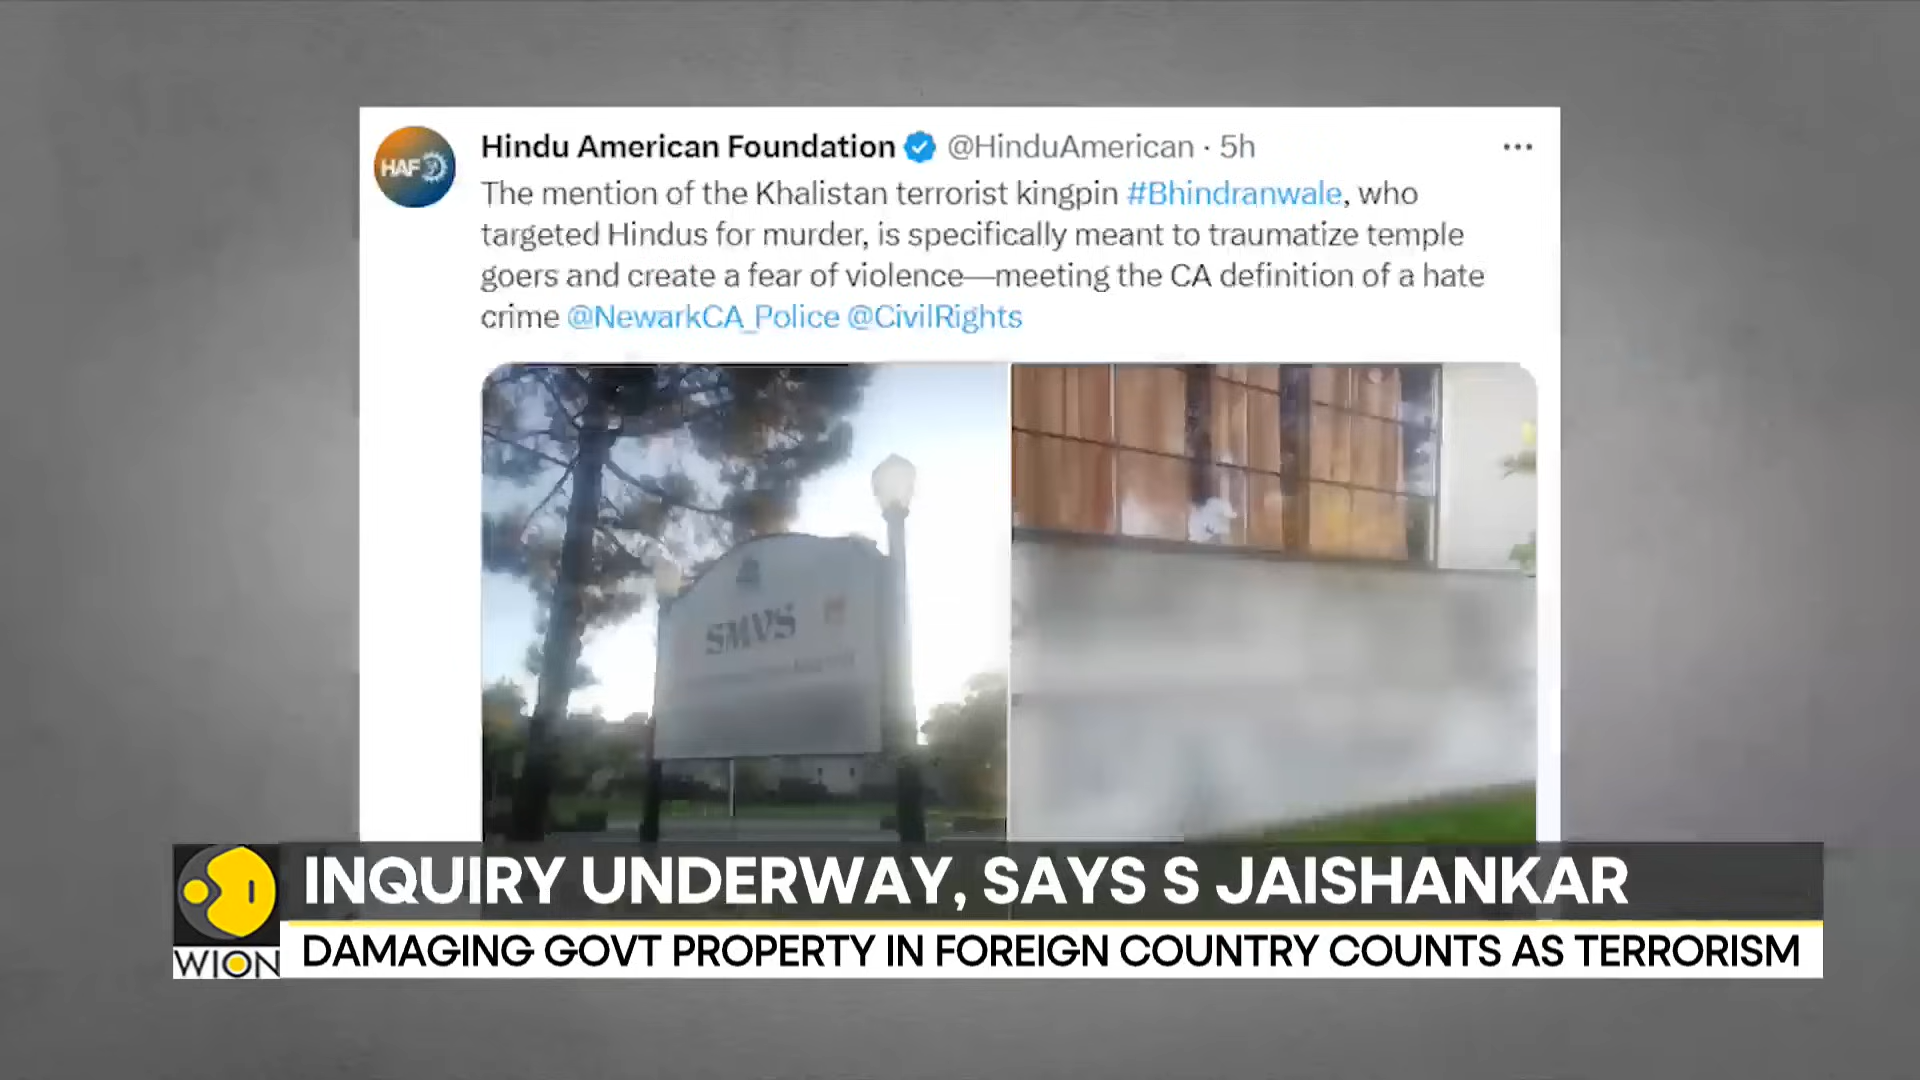 HAF
Hindu American Foundation @HinduAmerican · 5h
The mention of the Khalistan terrorist kingpin #Bhindranwale, who
targeted Hindus for murder, is specifically meant to traumatize temple
goers and create a fear of violence—meeting the CA definition of a hate
crime @NewarkCA_Police @CivilRights
SMVS
INQUIRY UNDERWAY, SAYS S JAISHANKAR
DAMAGING GOVT PROPERTY IN FOREIGN COUNTRY COUNTS AS TERRORISM
WION